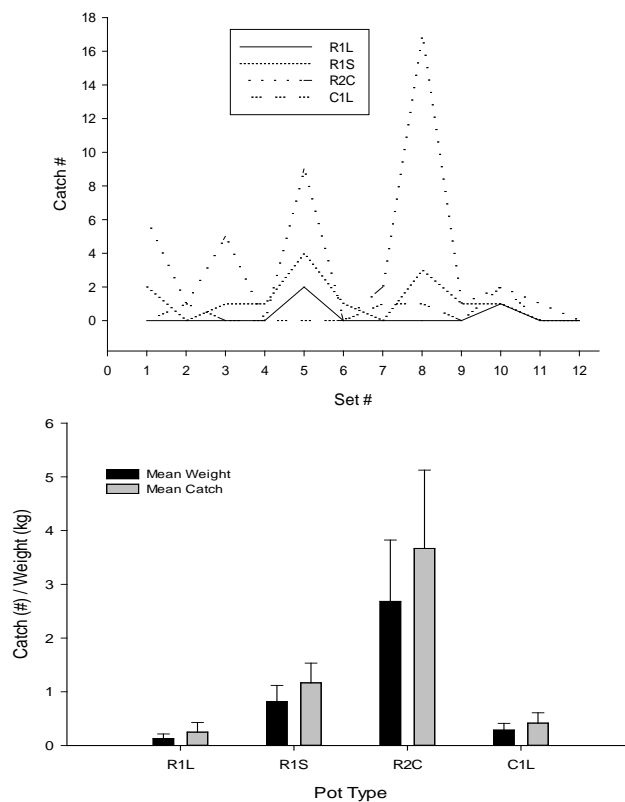 18
16
14
12
10
8
6
4
2
0
Catch #
R1L
R1S
R2C
C1L
0 1 2 3 4 5 6 7 8 9 10 11 12
Set #
6
5
4
3
2
1
0
Catch (#) / Weight (kg)
Mean Weight
Mean Catch
R1L R1S R2C C1L
Pot Type